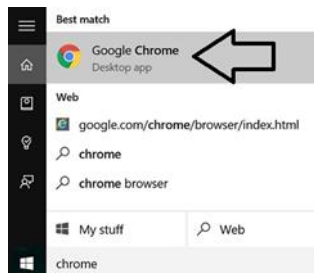 Best match
Google Chrome
Desktop app
Web
google.com/chrome/browser/index.html
chrome
chrome browser
My stuff
Web
chrome